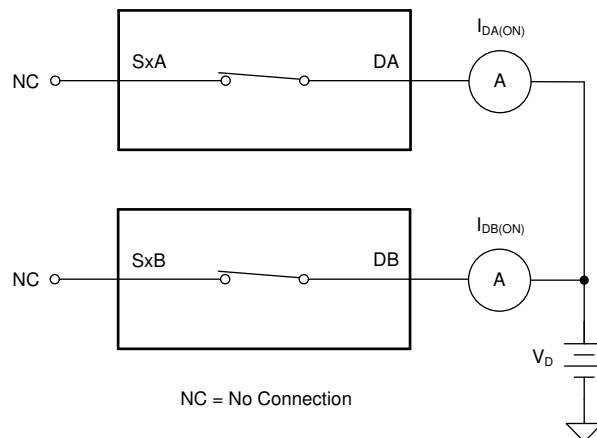 I_DA(ON)
SxA DA
NC A
I_DB(ON)
SxB DB
NC A
V_D
NC = No Connection